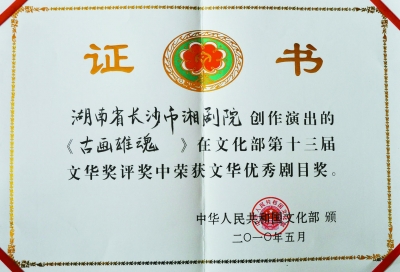 证书
湖南省长沙市湘剧院创作演出的
《古画雄魂 》在文化部第十三届
文华奖评奖中荣获文华优秀剧目奖。
中华人民共和国文化部 颁
二〇一〇年五月